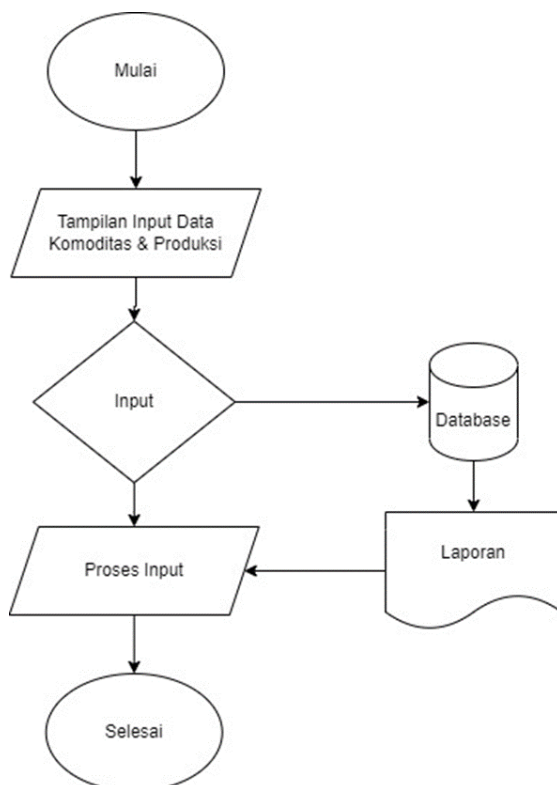 Mulai
Tampilan Input Data
Komoditas & Produksi
Input
Database
Laporan
Proses Input
Selesai